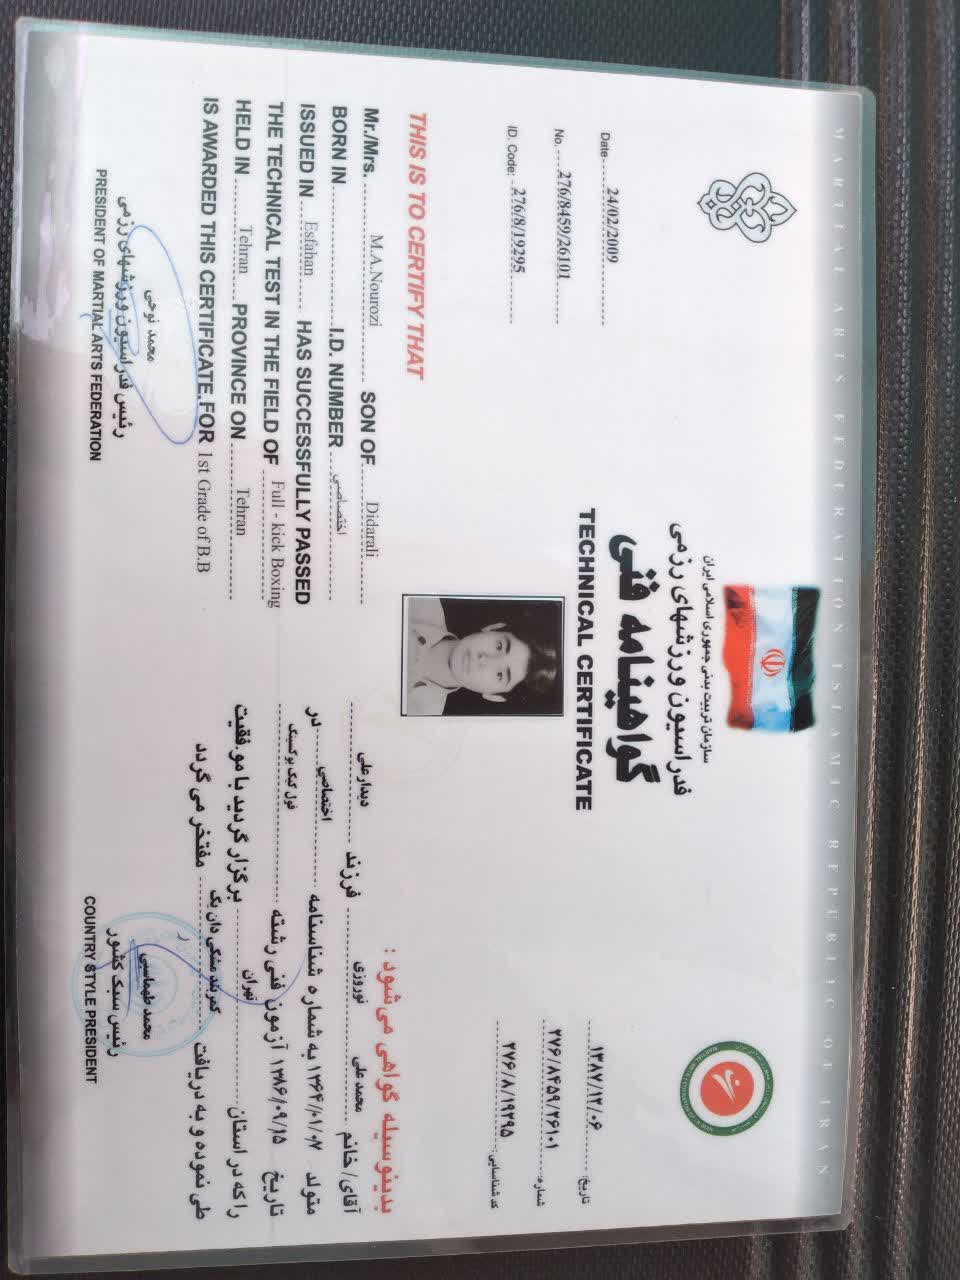 MARTIAL ARTS FEDERATION ISLAMIC REPUBLIC OF IRAN
سازمان تربیت بدنی جمهوری اسلامی ایران
فدراسیون ورزشهای رزمی
گواهینامه فنی
TECHNICAL CERTIFICATE
Date 24/02/2009
No. 276/8459/26101
ID. Code: 276/8/19295
تاریخ: ۱۳۸۷/۱۲/۰۶
شماره: ۲۷۶/۸۴۵۹/۲۶۱۰۱
کد شناسایی: ۲۷۶/۸/۱۹۲۹۵
THIS IS TO CERTIFY THAT
Mr./Mrs. M.A.Nourozi SON OF Didarali
BORN IN I.D. NUMBER اختصاصی
ISSUED IN Esfahan HAS SUCCESSFULLY PASSED
THE TECHNICAL TEST IN THE FIELD OF Full - kick Boxing
HELD IN Tehran PROVINCE ON Tehran
IS AWARDED THIS CERTIFICATE.FOR 1st Grade of B.B
محمد نوحی
رئیس فدراسیون ورزشهای رزمی
PRESIDENT OF MARTIAL ARTS FEDERATION
بدینوسیله گواهی می‌شود :
آقای/خانم محمد علی نوروزی فرزند دیدارعلی
متولد ۱۳۶۴/۰۱/۰۷ به شماره شناسنامه اختصاصی در
تاریخ ۱۳۸۶/۰۹/۱۵ آزمون فنی رشته فول کیک بوکسینگ
را که در استان تهران برگزار گردید با موفقیت
طی نموده و به دریافت کمربند مشکی دان یک مفتخر می گردد
محمد طهماسبی
رئیس سبک کشور
COUNTRY STYLE PRESIDENT